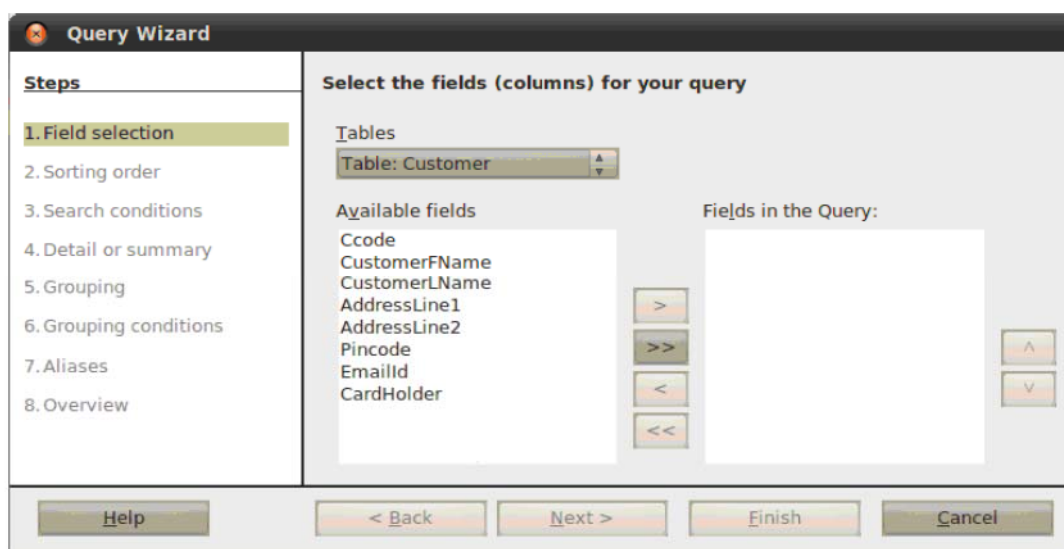 Query Wizard
Steps
1. Field selection
2. Sorting order
3. Search conditions
4. Detail or summary
5. Grouping
6. Grouping conditions
7. Aliases
8. Overview
Select the fields (columns) for your query
Tables
Table: Customer
Available fields
Ccode
CustomerFName
CustomerLName
AddressLine1
AddressLine2
Pincode
EmailId
CardHolder
>
>>
<
<<
Fields in the Query:
^
v
Help
< Back
Next >
Finish
Cancel